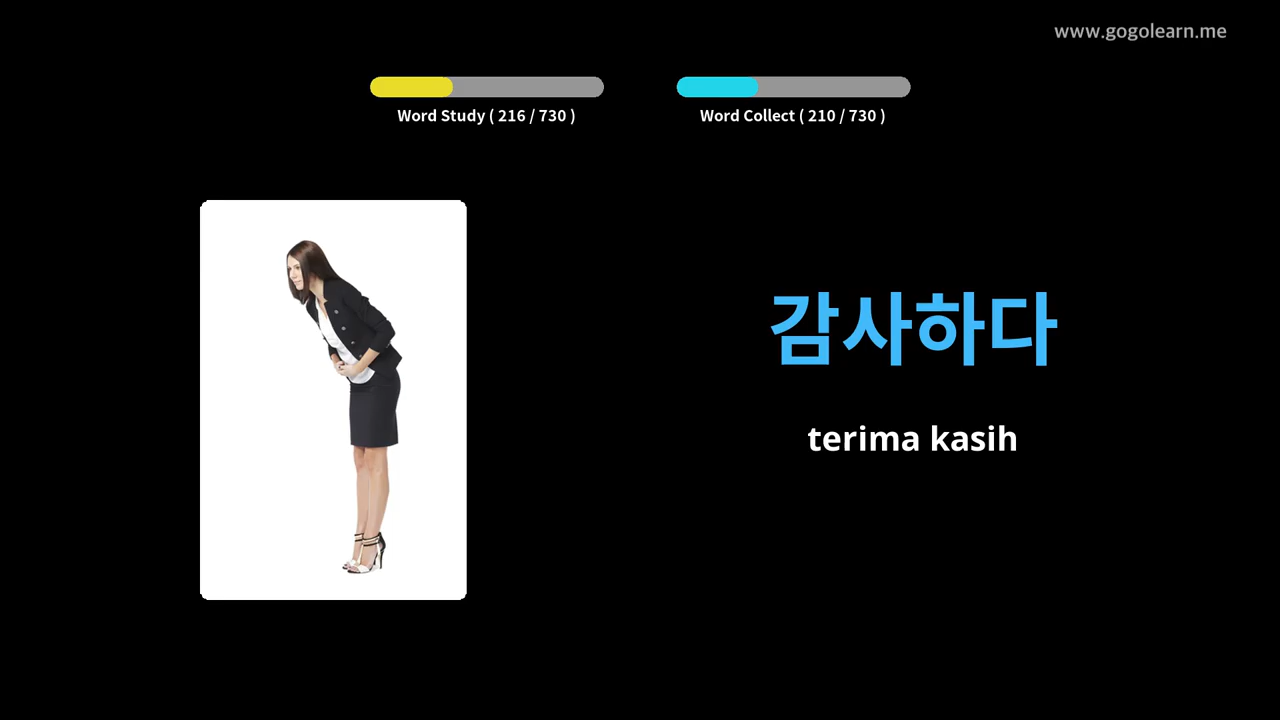 www.gogolearn.me
Word Study ( 216 / 730 )
Word Collect ( 210 / 730 )
감사하다
terima kasih